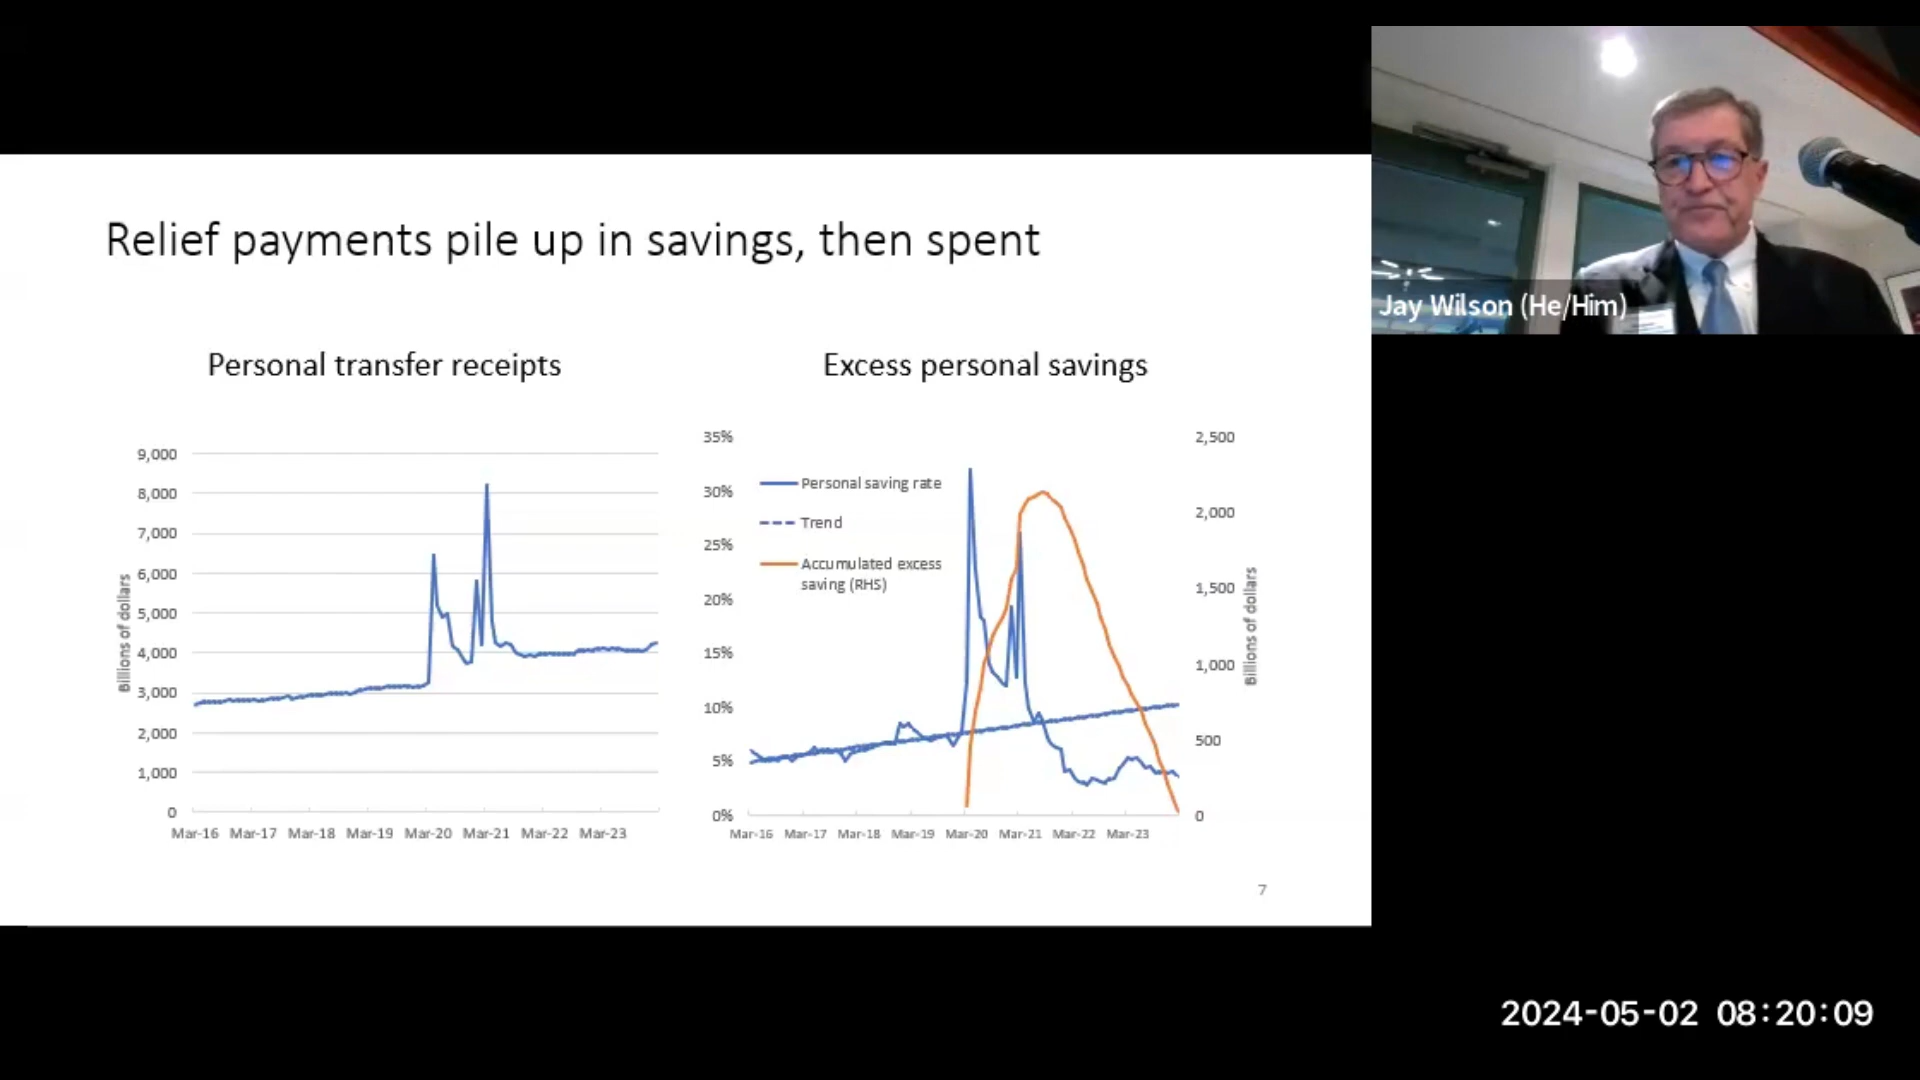 Relief payments pile up in savings, then spent
Personal transfer receipts
Billions of dollars
9,000
8,000
7,000
6,000
5,000
4,000
3,000
2,000
1,000
0
Mar-16 Mar-17 Mar-18 Mar-19 Mar-20 Mar-21 Mar-22 Mar-23
Excess personal savings
35%
30%
25%
20%
15%
10%
5%
0%
Personal saving rate
Trend
Accumulated excess
saving (RHS)
2,500
2,000
1,500
1,000
500
0
Billions of dollars
Mar-16 Mar-17 Mar-18 Mar-19 Mar-20 Mar-21 Mar-22 Mar-23
7
Jay Wilson (He/Him)
2024-05-02 08:20:09